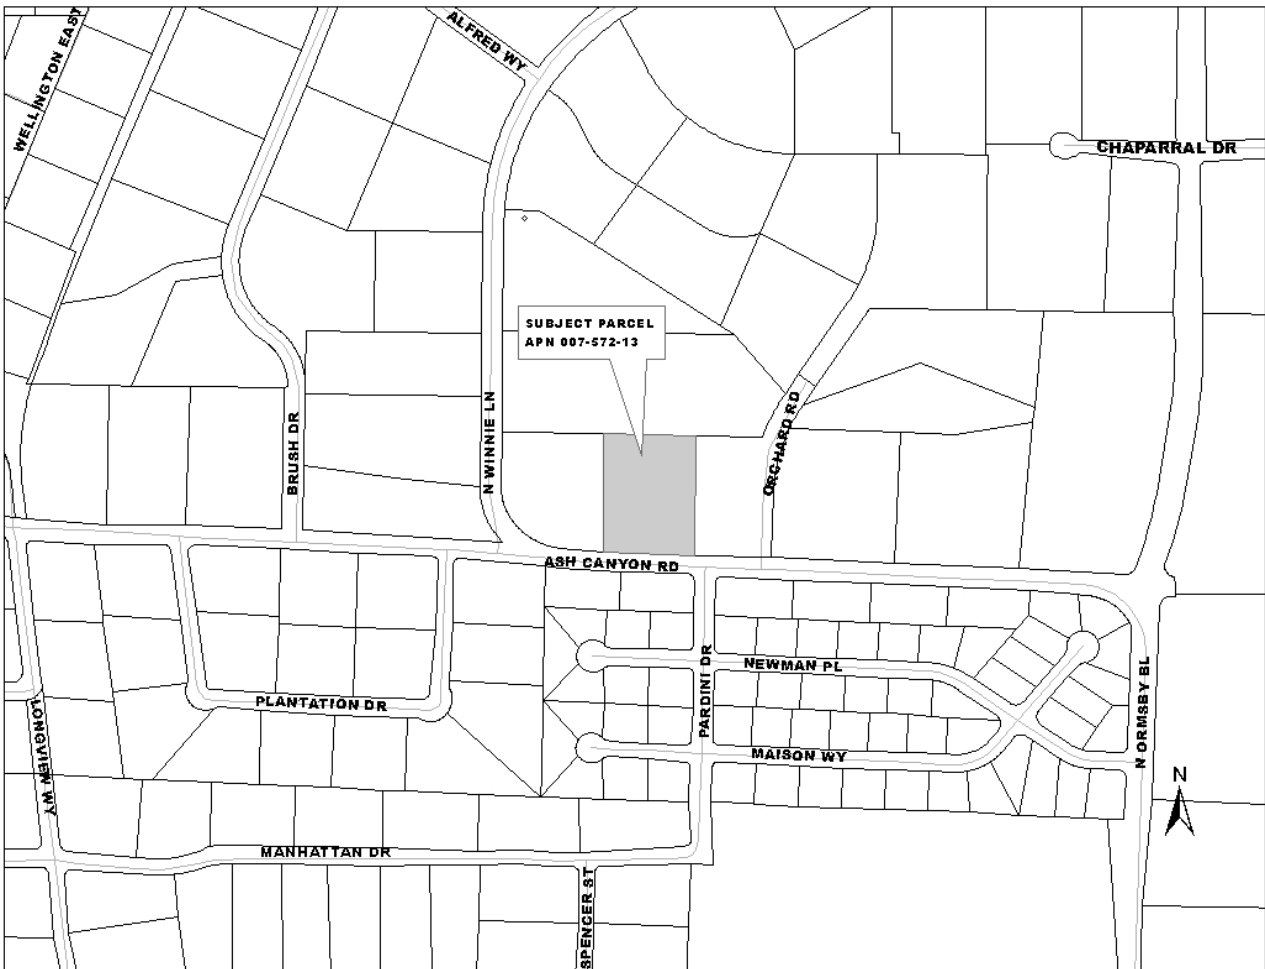 WELLINGTON EAST
ALFRED WY
CHAPARRAL DR
SUBJECT PARCEL
APN 007-572-13
BRUSH DR
N WINNIE LN
ORCHARD RD
ASH CANYON RD
NEWMAN PL
PARDINI DR
N ORMSBY BL
PLANTATION DR
LONGVIEW WY
MAISON WY
N
MANHATTAN DR
SPENCER ST